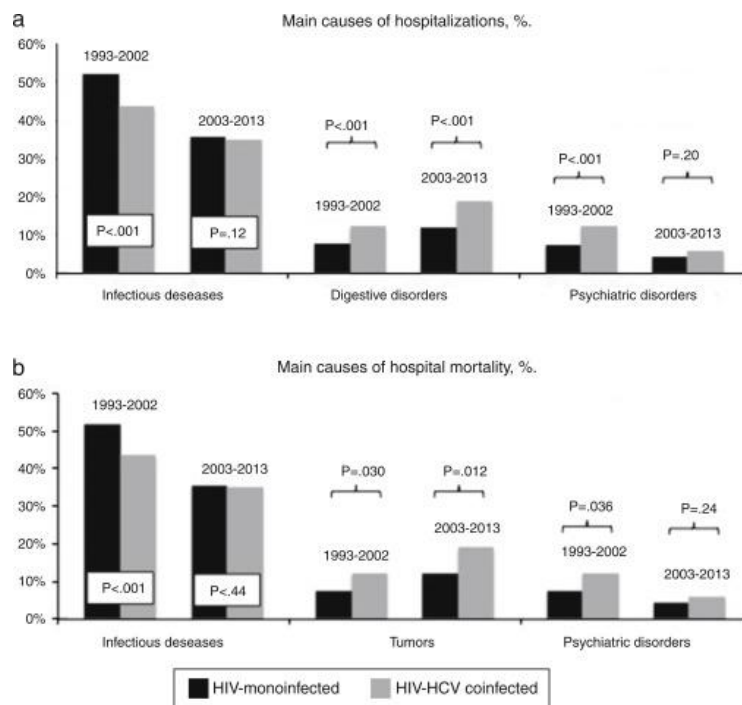 a
Main causes of hospitalizations, %.
60%
50%
40%
30%
20%
10%
0%
1993-2002
2003-2013
P<.001
P=.12
P<.001
P<.001
1993-2002
2003-2013
P<.001
P=.20
1993-2002
2003-2013
Infectious deseases
Digestive disorders
Psychiatric disorders
b
Main causes of hospital mortality, %.
60%
50%
40%
30%
20%
10%
0%
1993-2002
2003-2013
P<.001
P<.44
P=.030
P=.012
1993-2002
2003-2013
P=.036
P=.24
1993-2002
2003-2013
Infectious deseases
Tumors
Psychiatric disorders
HIV-monoinfected
HIV-HCV coinfected